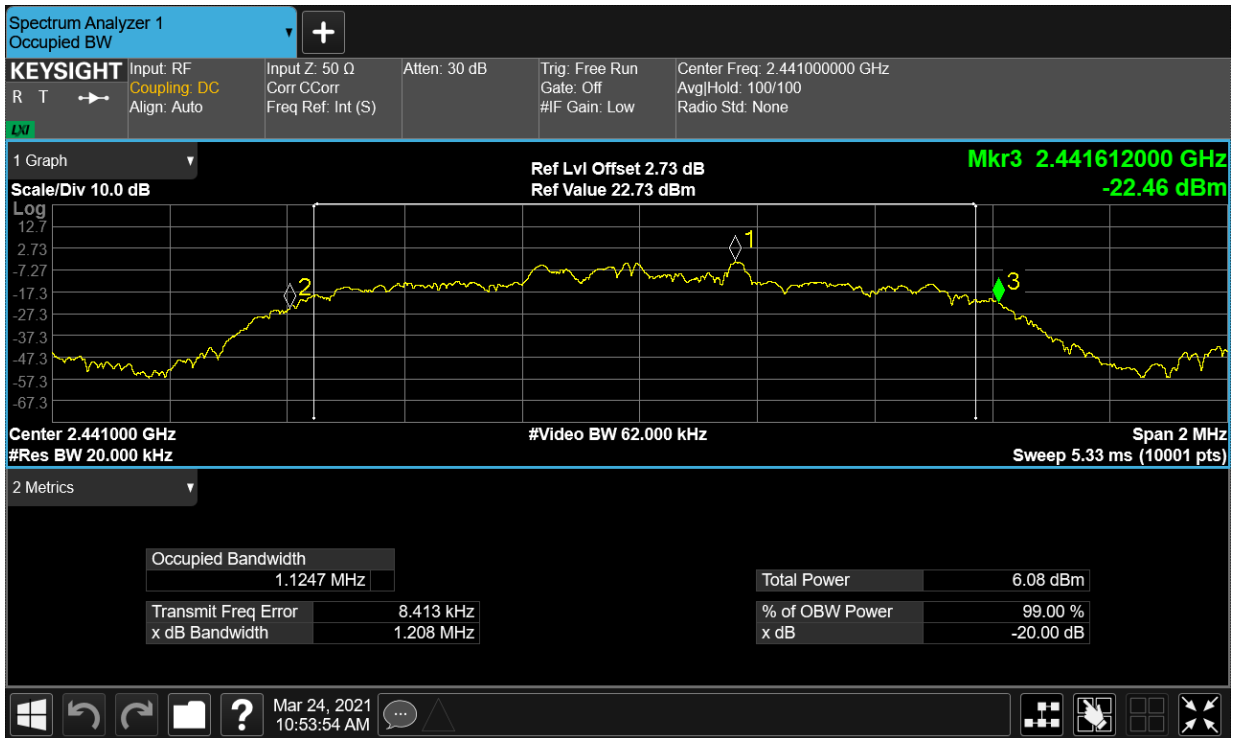 Spectrum Analyzer 1
Occupied BW
KEYSIGHT
R T
LXI
Input: RF
Coupling: DC
Align: Auto
Input Z: 50 Ω
Corr CCorr
Freq Ref: Int (S)
Atten: 30 dB
Trig: Free Run
Gate: Off
#IF Gain: Low
Center Freq: 2.441000000 GHz
Avg|Hold: 100/100
Radio Std: None
1 Graph
Scale/Div 10.0 dB
Ref Lvl Offset 2.73 dB
Ref Value 22.73 dBm
Mkr3 2.441612000 GHz
-22.46 dBm
Log
12.7
2.73
-7.27
-17.3
-27.3
-37.3
-47.3
-57.3
-67.3
1
2
3
Center 2.441000 GHz
#Video BW 62.000 kHz
Span 2 MHz
#Res BW 20.000 kHz
Sweep 5.33 ms (10001 pts)
2 Metrics
Occupied Bandwidth
1.1247 MHz
Transmit Freq Error 8.413 kHz
x dB Bandwidth 1.208 MHz
Total Power 6.08 dBm
% of OBW Power 99.00 %
x dB -20.00 dB
?
Mar 24, 2021
10:53:54 AM